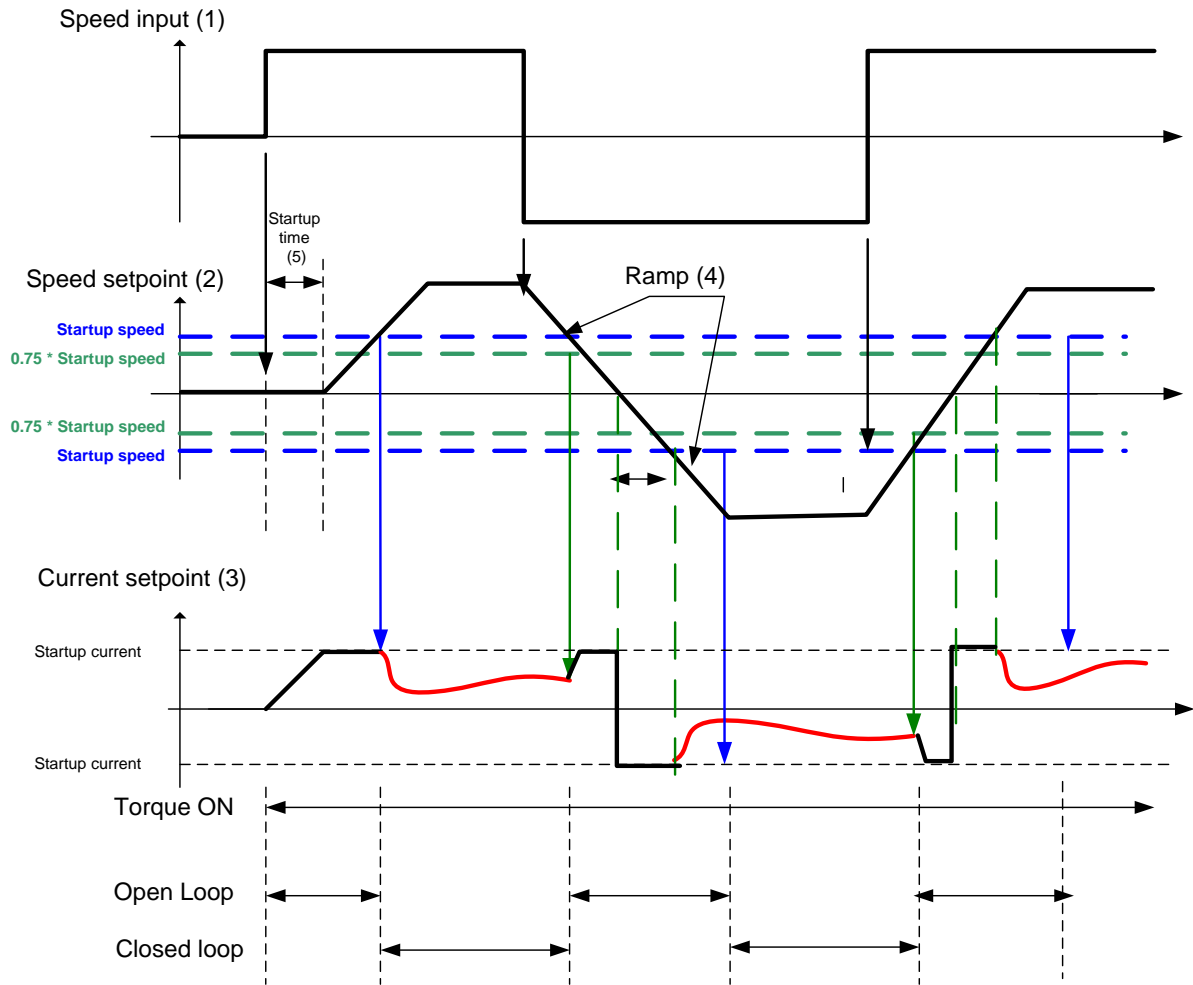 Speed input (1)
Startup
time
(5)
Speed setpoint (2)
Ramp (4)
Startup speed
0.75 * Startup speed
0.75 * Startup speed
Startup speed
Current setpoint (3)
Startup current
Startup current
Torque ON
Open Loop
Closed loop